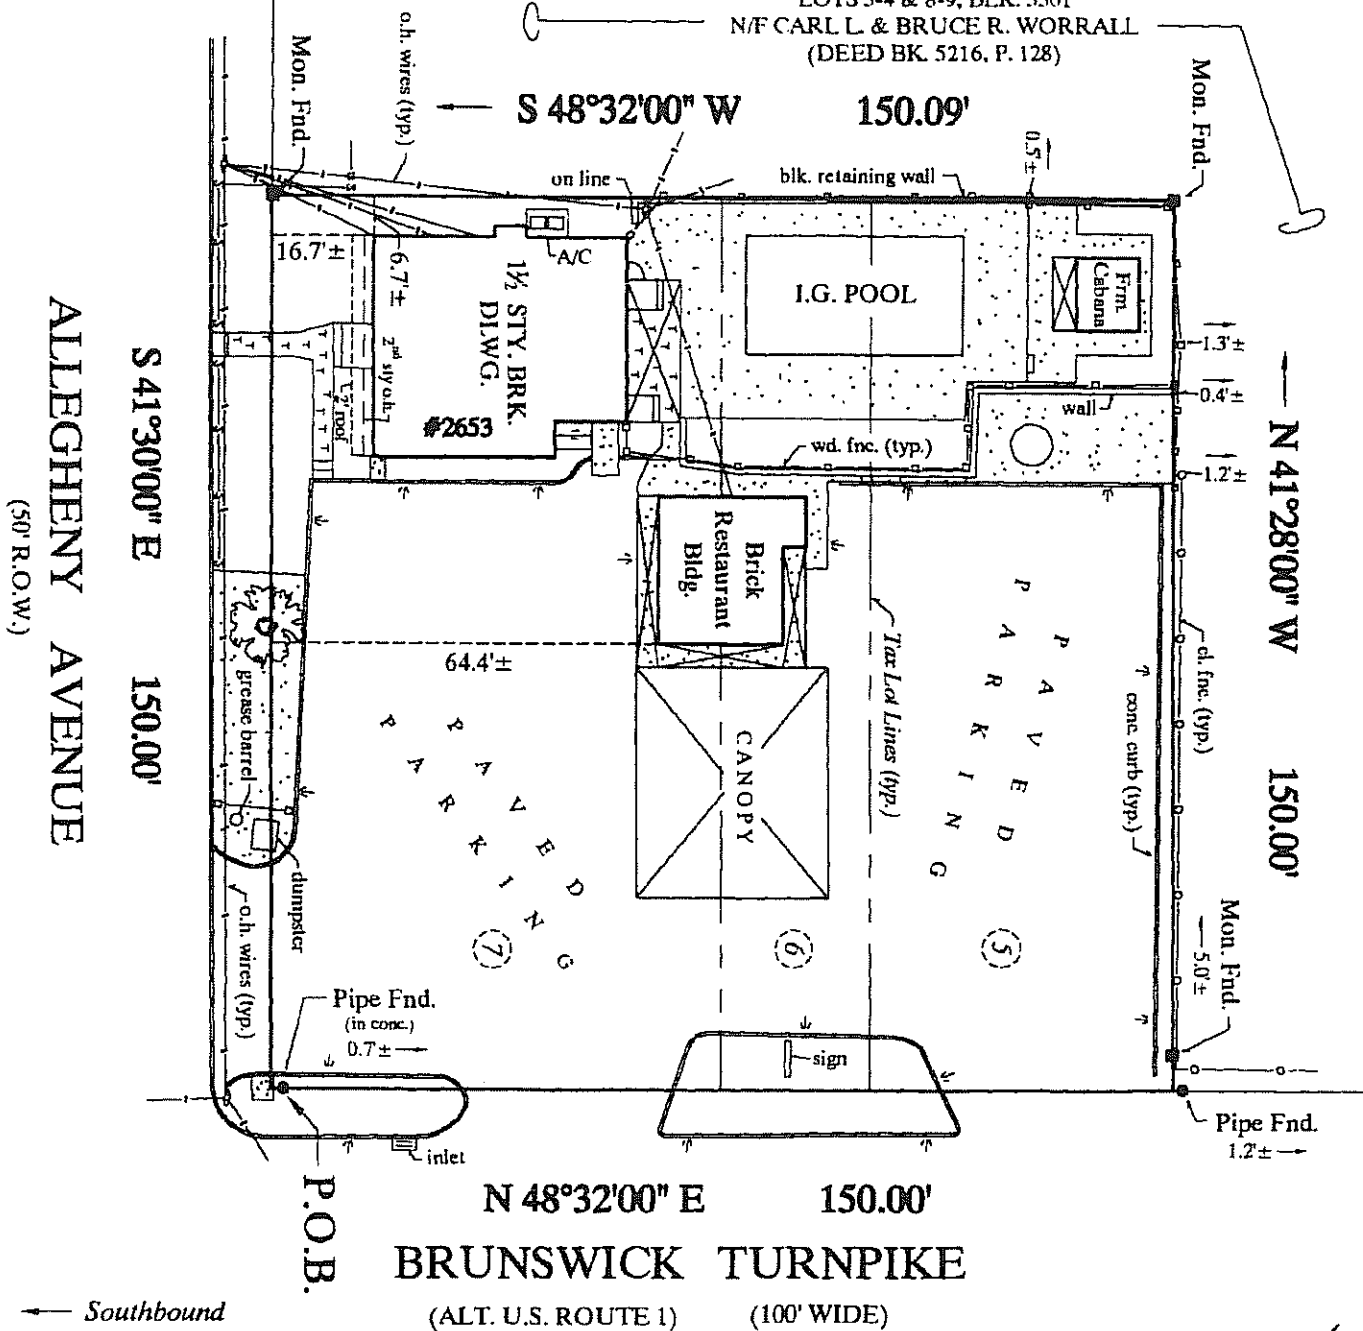 N/F CARL L. & BRUCE R. WORRALL
(DEED BK. 5216, P. 128)
o.h. wires (typ.)
Mon. Fnd.
S 48°32'00" W 150.09'
Mon. Fnd.
on line
blk. retaining wall
0.5'±
A/C
16.7'±
6.7'±
1½ STY. BRK.
DLWG.
#2653
2nd sty o.h.
roof
I.G. POOL
Frm.
Cabana
1.3'±
0.4'±
wall
1.2'±
wd. fnc. (typ.)
N 41°28'00" W 150.00'
S 41°30'00" E 150.00'
ALLEGHENY AVENUE
(50' R.O.W.)
Brick
Restaurant
Bldg.
64.4'±
CANOPY
Tax Lot Lines (typ.)
PAVED
PARKING
PAVED
PARKING
cl. fnc. (typ.)
conc. curb (typ.)
grease barrel
dumpster
o.h. wires (typ.)
7
6
5
Mon. Fnd.
5.0'±
Pipe Fnd.
(in conc.)
0.7'±
sign
Pipe Fnd.
1.2'±
inlet
P.O.B.
N 48°32'00" E 150.00'
BRUNSWICK TURNPIKE
(ALT. U.S. ROUTE 1) (100' WIDE)
Southbound